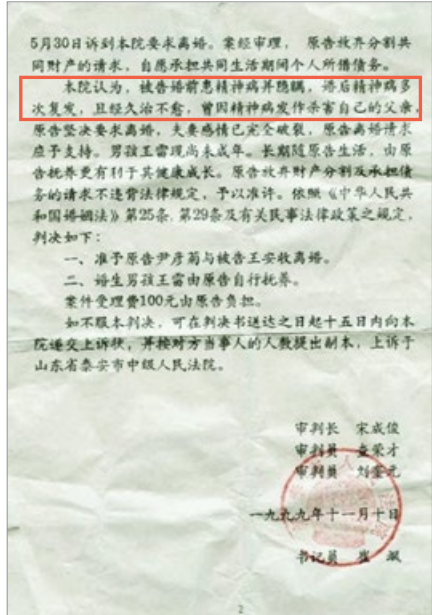 5月30日诉到本院要求离婚。案经审理，原告放弃分割共
同财产的请求，自愿承担共同生活期间个人所借债务。
本院认为，被告婚前患精神病并隐瞒，婚后精神病多
次复发，且经久治不愈，曾因精神病发作杀害自己的父亲，
原告坚决要求离婚，夫妻感情已完全破裂，原告离婚请求
应予支持。男孩王雷现尚未成年。长期随原告生活，由原
告抚养更有利于其健康成长。原告放弃财产分割及承担债
务的请求不违背法律规定，予以准许。依照《中华人民共
和国婚姻法》第25条、第29条及有关民事法律政策之规定，
判决如下：
一、准予原告尹彦菊与被告王安收离婚。
二、婚生男孩王雷由原告自行抚养。
案件受理费100元由原告负担。
如不服本判决，可在判决书送达之日起十五日内向本
院递交上诉状，并按对方当事人的人数提出副本，上诉于
山东省泰安市中级人民法院。
审判长 宋成俊
审判员 荣才
审判员 刘 元
一九九九年十一月十日
书记员
2